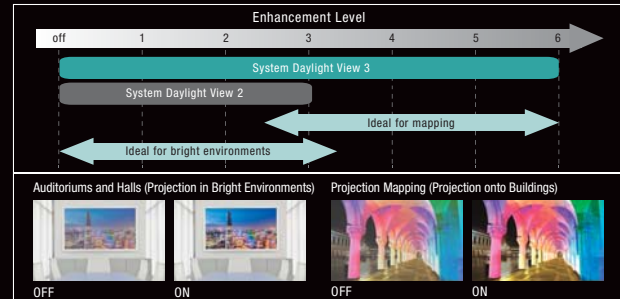 Enhancement Level
off 1 2 3 4 5 6
System Daylight View 3
System Daylight View 2
Ideal for mapping
Ideal for bright environments
Auditoriums and Halls (Projection in Bright Environments) Projection Mapping (Projection onto Buildings)
OFF ON OFF ON